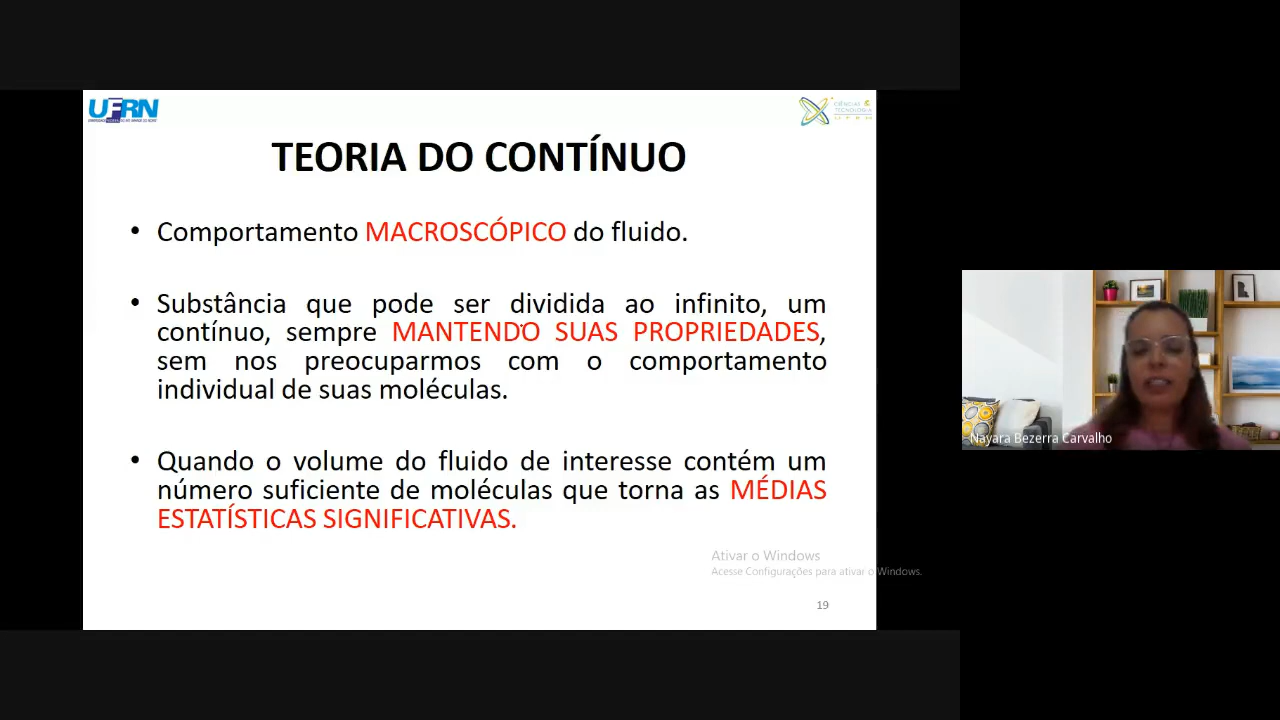 UFRN
CIÊNCIAS
TECNOLOGIA
UFRN
TEORIA DO CONTÍNUO
• Comportamento MACROSCÓPICO do fluido.
• Substância que pode ser dividida ao infinito, um
contínuo, sempre MANTENDO SUAS PROPRIEDADES,
sem nos preocuparmos com o comportamento
individual de suas moléculas.
• Quando o volume do fluido de interesse contém um
número suficiente de moléculas que torna as MÉDIAS
ESTATÍSTICAS SIGNIFICATIVAS.
Ativar o Windows
Acesse Configurações para ativar o Windows.
19
Nayara Bezerra Carvalho